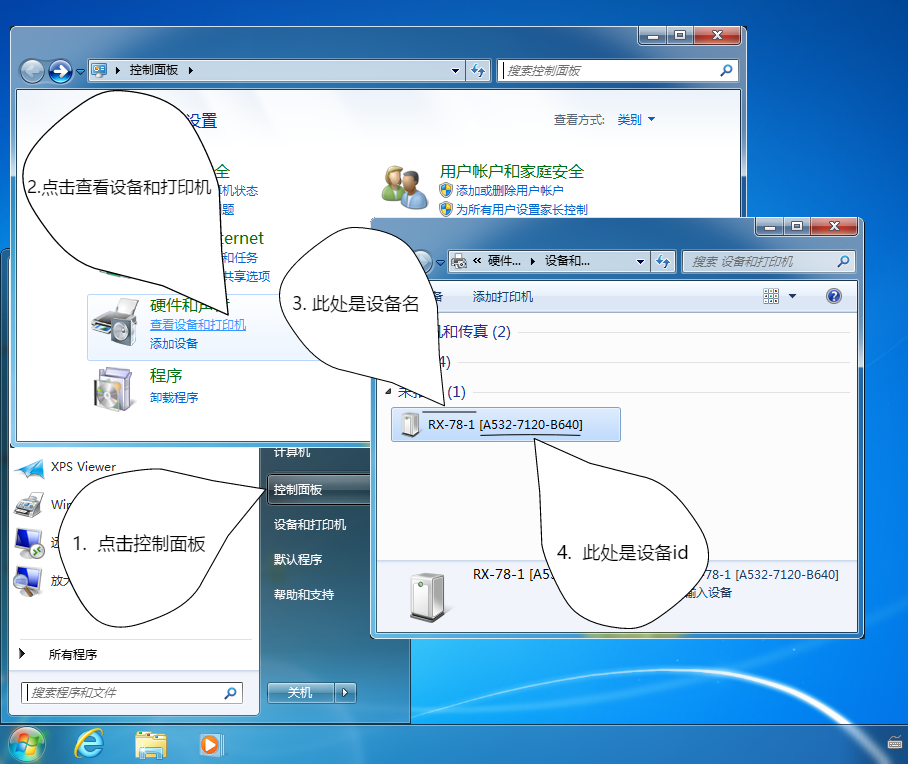 控制面板
搜索控制面板
设置
查看方式:
类别
2.点击查看设备和打印机
用户帐户和家庭安全
添加或删除用户帐户
为所有用户设置家长控制
机状态
和任务
共享选项
硬件和声
查看设备和打印机
添加设备
程序
卸载程序
3. 此处是设备名
« 硬件...
设备和...
搜索 设备和打印机
备
添加打印机
机和传真 (2)
(1)
RX-78-1 [A532-7120-B640]
XPS Viewer
计算机
控制面板
1. 点击控制面板
设备和打印机
默认程序
帮助和支持
4. 此处是设备id
RX-78-1 [A5
-78-1 [A532-7120-B640]
输入设备
所有程序
搜索程序和文件
关机